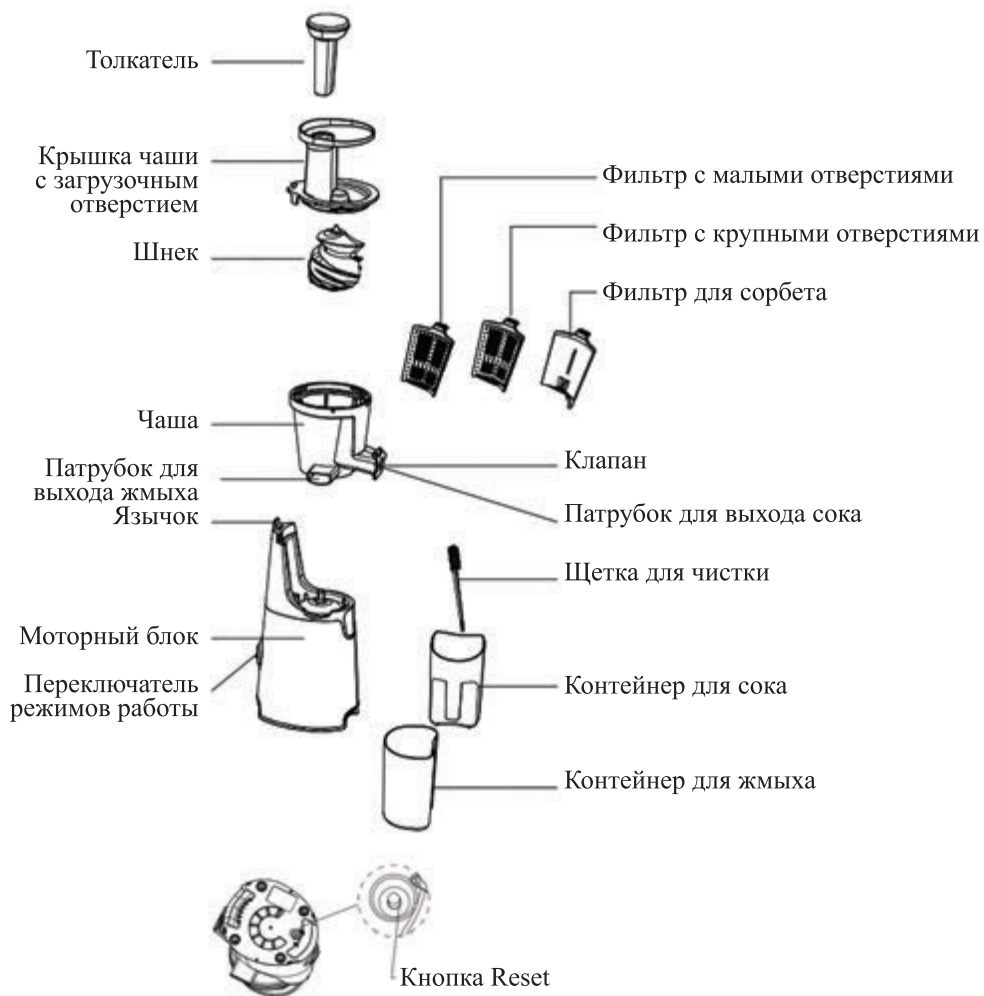 Толкатель
Крышка чаши
с загрузочным
отверстием
Шнек
Фильтр с малыми отверстиями
Фильтр с крупными отверстиями
Фильтр для сорбета
Чаша
Патрубок для
выхода жмыха
Язычок
Клапан
Патрубок для выхода сока
Щетка для чистки
Моторный блок
Переключатель
режимов работы
Контейнер для сока
Контейнер для жмыха
Кнопка Reset